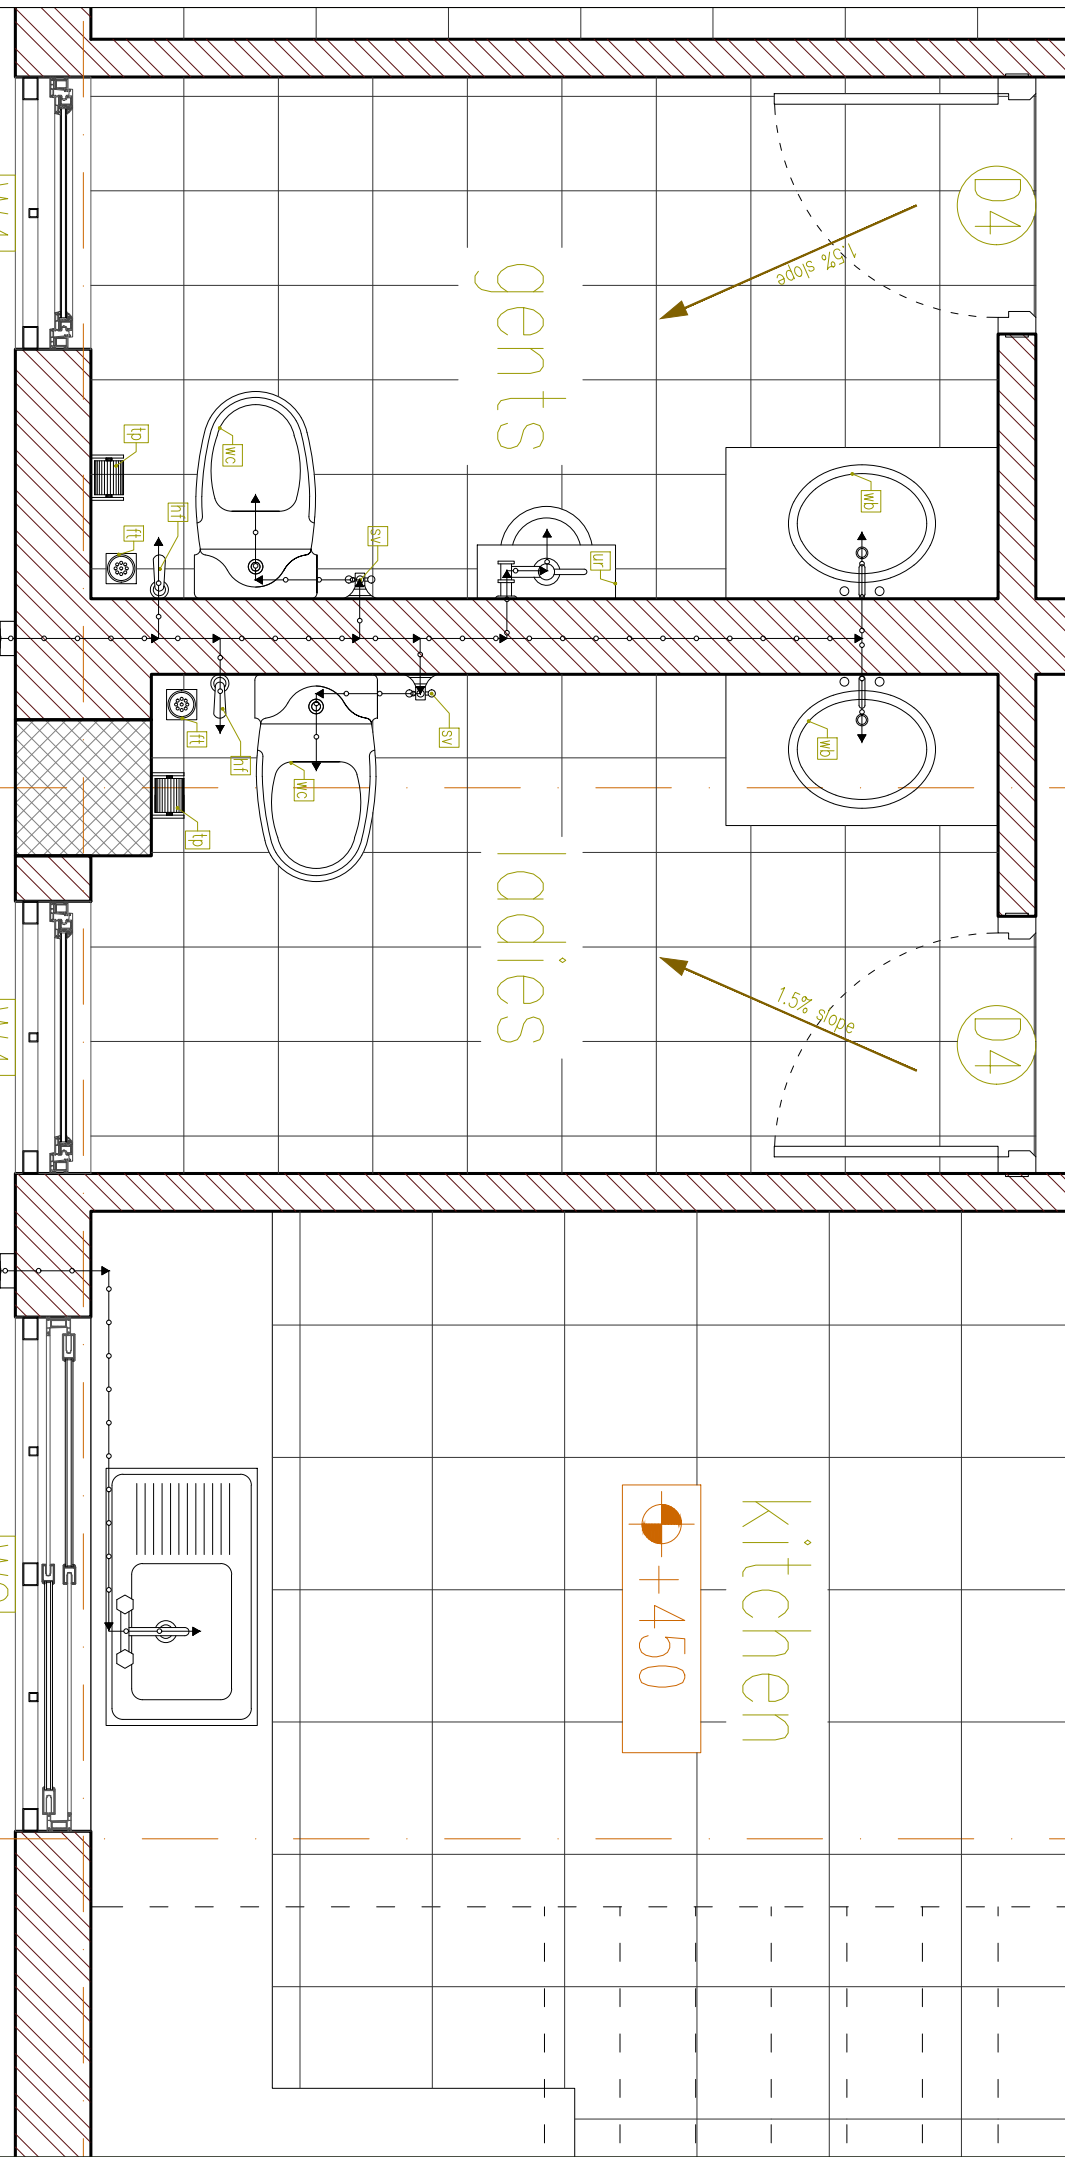 D4
1.5% slope
gents
tp
wc
hf
ft
sv
ur
wb
ft
hf
sv
wc
tp
wb
ladies
1.5% slope
D4
kitchen
+450